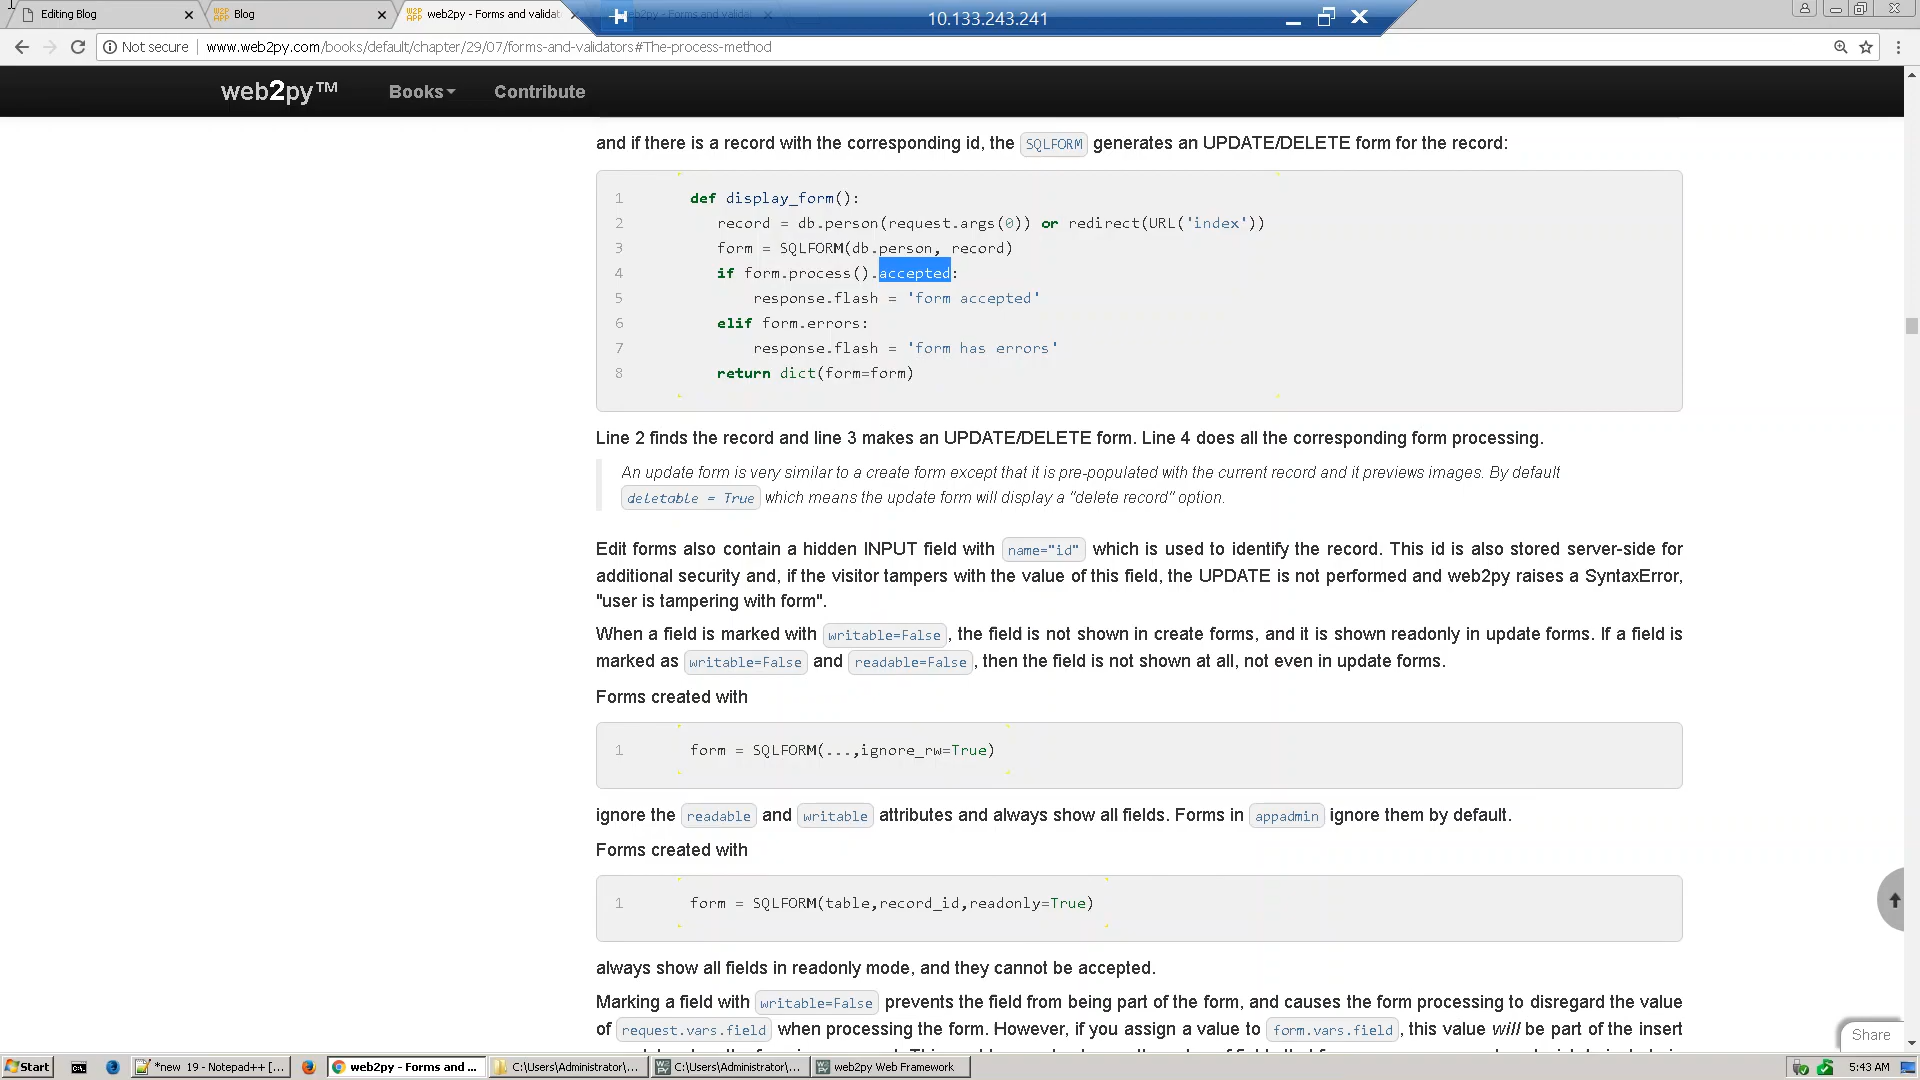 Editing Blog
Blog
web2py - Forms and validat
10.133.243.241
Not secure
www.web2py.com/books/default/chapter/29/07/forms-and-validators#The-process-method
web2py™ Books Contribute
and if there is a record with the corresponding id, the SQLFORM generates an UPDATE/DELETE form for the record:
1 def display_form():
2 record = db.person(request.args(0)) or redirect(URL('index'))
3 form = SQLFORM(db.person, record)
4 if form.process().accepted:
5 response.flash = 'form accepted'
6 elif form.errors:
7 response.flash = 'form has errors'
8 return dict(form=form)
Line 2 finds the record and line 3 makes an UPDATE/DELETE form. Line 4 does all the corresponding form processing.
An update form is very similar to a create form except that it is pre-populated with the current record and it previews images. By default
deletable = True which means the update form will display a "delete record" option.
Edit forms also contain a hidden INPUT field with name="id" which is used to identify the record. This id is also stored server-side for
additional security and, if the visitor tampers with the value of this field, the UPDATE is not performed and web2py raises a SyntaxError,
"user is tampering with form".
When a field is marked with writable=False, the field is not shown in create forms, and it is shown readonly in update forms. If a field is
marked as writable=False and readable=False, then the field is not shown at all, not even in update forms.
Forms created with
1 form = SQLFORM(...,ignore_rw=True)
ignore the readable and writable attributes and always show all fields. Forms in appadmin ignore them by default.
Forms created with
1 form = SQLFORM(table,record_id,readonly=True)
always show all fields in readonly mode, and they cannot be accepted.
Marking a field with writable=False prevents the field from being part of the form, and causes the form processing to disregard the value
of request.vars.field when processing the form. However, if you assign a value to form.vars.field, this value will be part of the insert
Share
Start
*new 19 - Notepad++ [...
web2py - Forms and ...
C:\Users\Administrator\...
C:\Users\Administrator\...
web2py Web Framework
5:43 AM